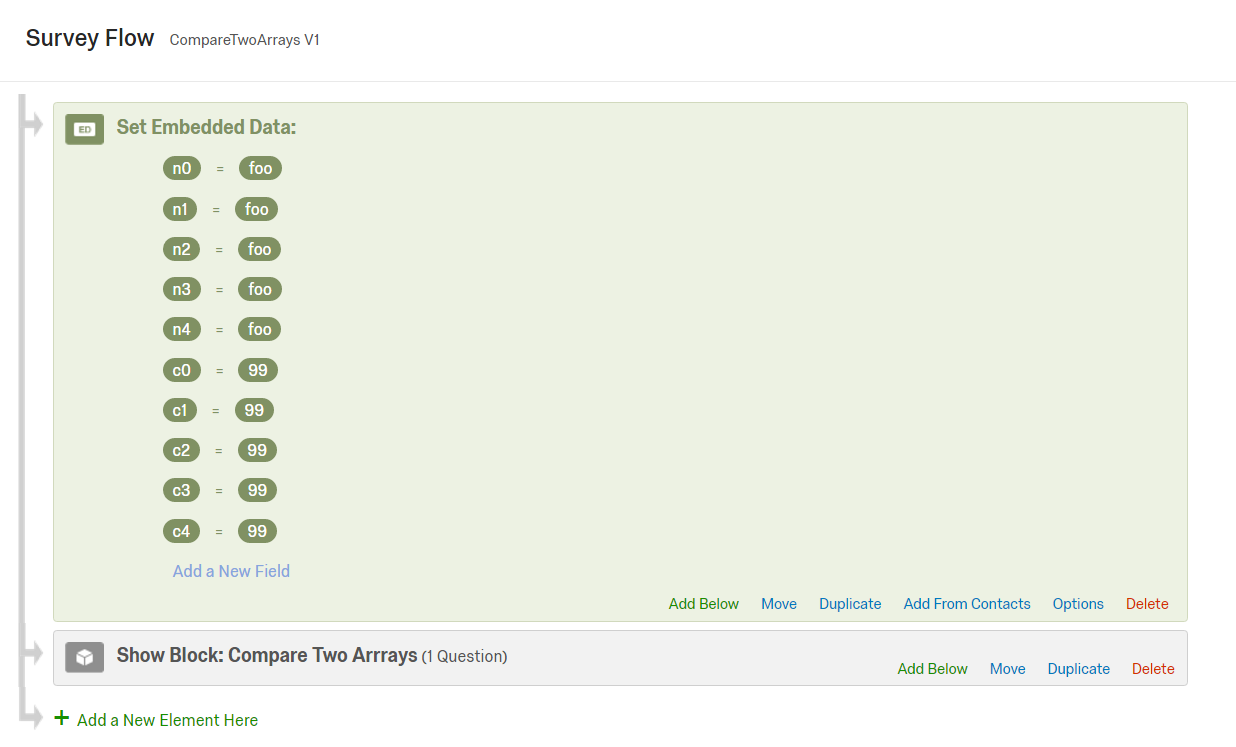 Survey Flow CompareTwoArrays V1
ED Set Embedded Data:
n0 = foo
n1 = foo
n2 = foo
n3 = foo
n4 = foo
c0 = 99
c1 = 99
c2 = 99
c3 = 99
c4 = 99
Add a New Field
Add Below Move Duplicate Add From Contacts Options Delete
Show Block: Compare Two Arrrays (1 Question)
Add Below Move Duplicate Delete
+ Add a New Element Here